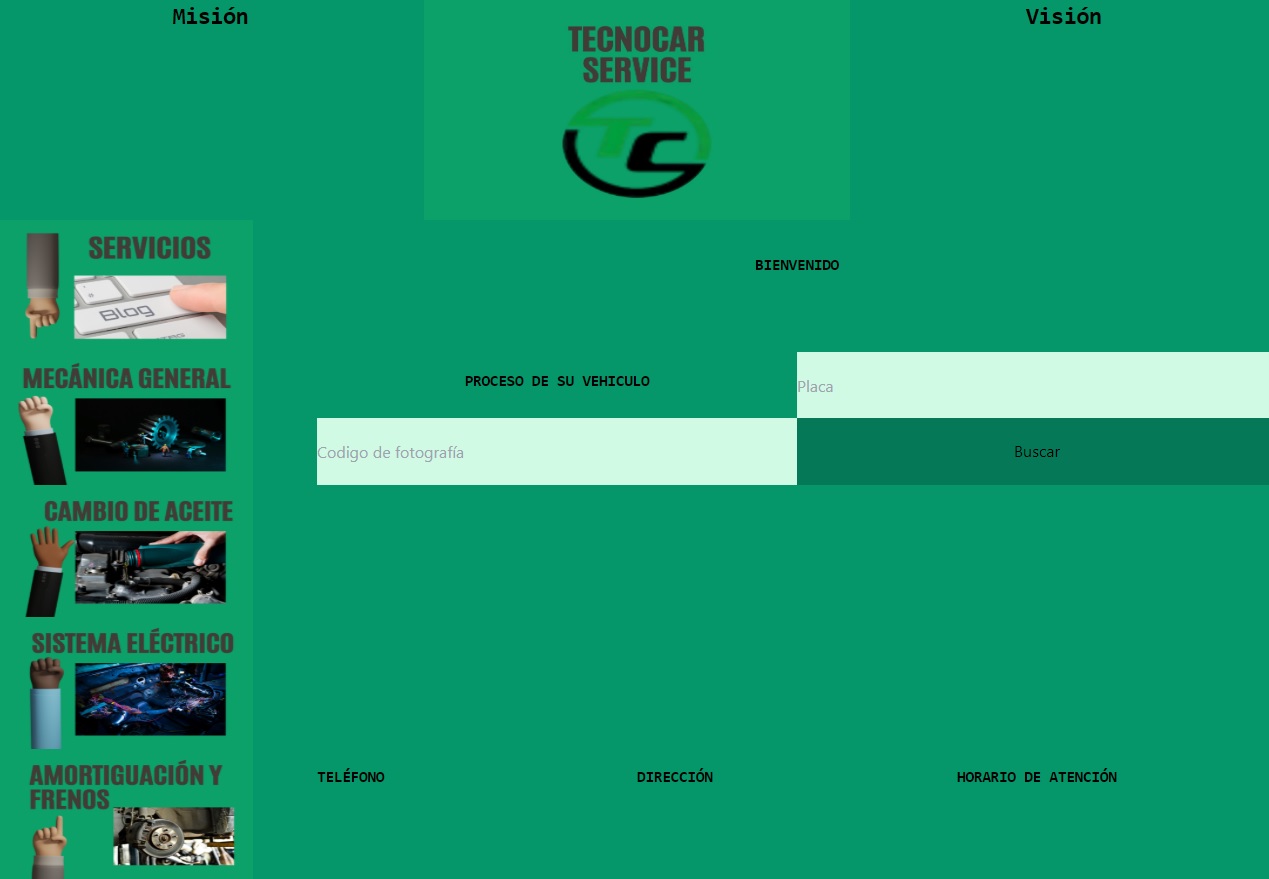 Misión
TECNOCAR
SERVICE
TC
Visión
SERVICIOS
Blog
BIENVENIDO
MECÁNICA GENERAL
PROCESO DE SU VEHICULO
Placa
Codigo de fotografía
Buscar
CAMBIO DE ACEITE
SISTEMA ELÉCTRICO
AMORTIGUACIÓN Y
FRENOS
TELÉFONO
DIRECCIÓN
HORARIO DE ATENCIÓN